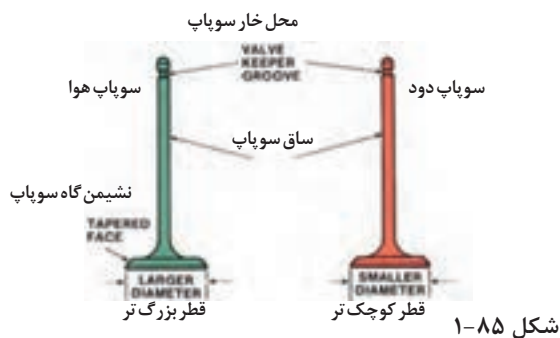 محل خار سوپاپ
VALVE
KEEPER
GROOVE
سوپاپ هوا
سوپاپ دود
ساق سوپاپ
نشیمن گاه سوپاپ
TAPERED
FACE
LARGER
DIAMETER
SMALLER
DIAMETER
قطر بزرگ تر
قطر کوچک تر
شکل ۸۵-۱